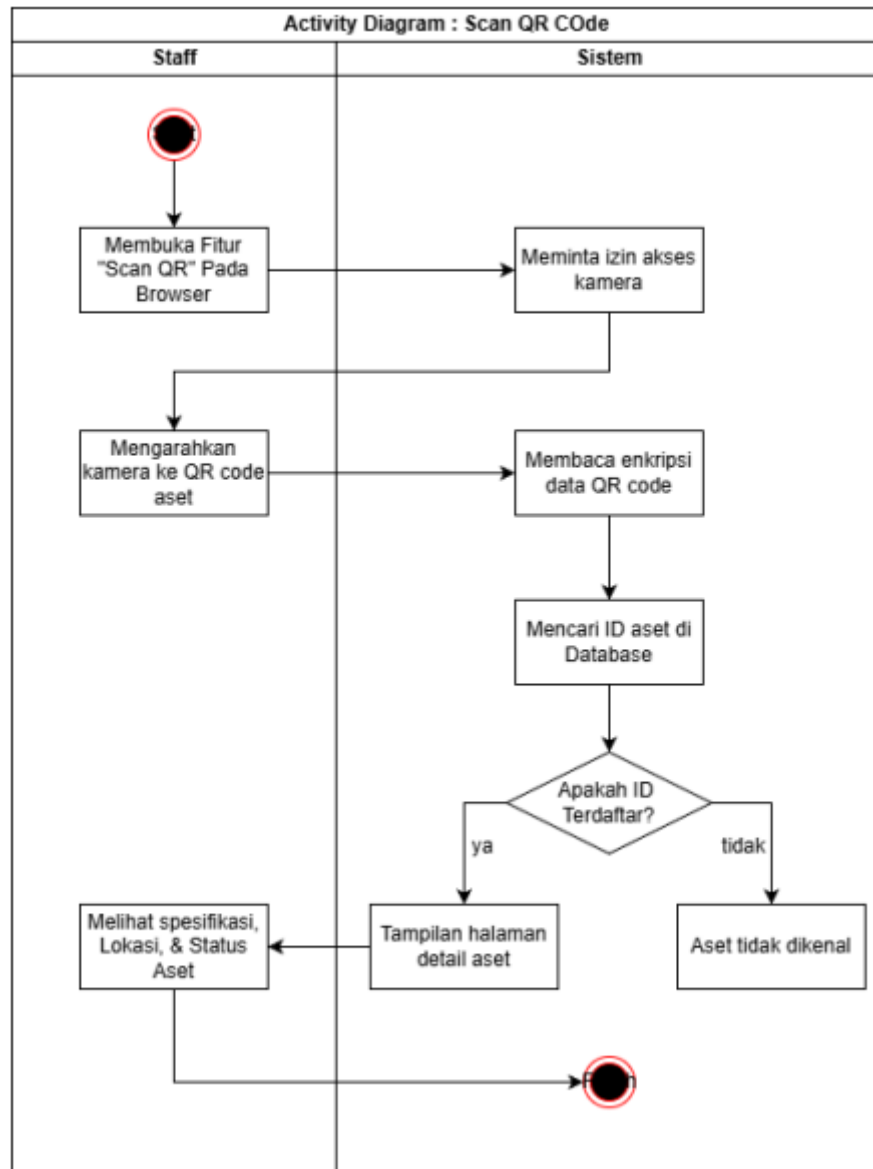 Activity Diagram : Scan QR COde
Staff
Sistem
Membuka Fitur
"Scan QR" Pada
Browser
Meminta izin akses
kamera
Mengarahkan
kamera ke QR code
aset
Membaca enkripsi
data QR code
Mencari ID aset di
Database
Apakah ID
Terdaftar?
ya
tidak
Melihat spesifikasi,
Lokasi, & Status
Aset
Tampilan halaman
detail aset
Aset tidak dikenal